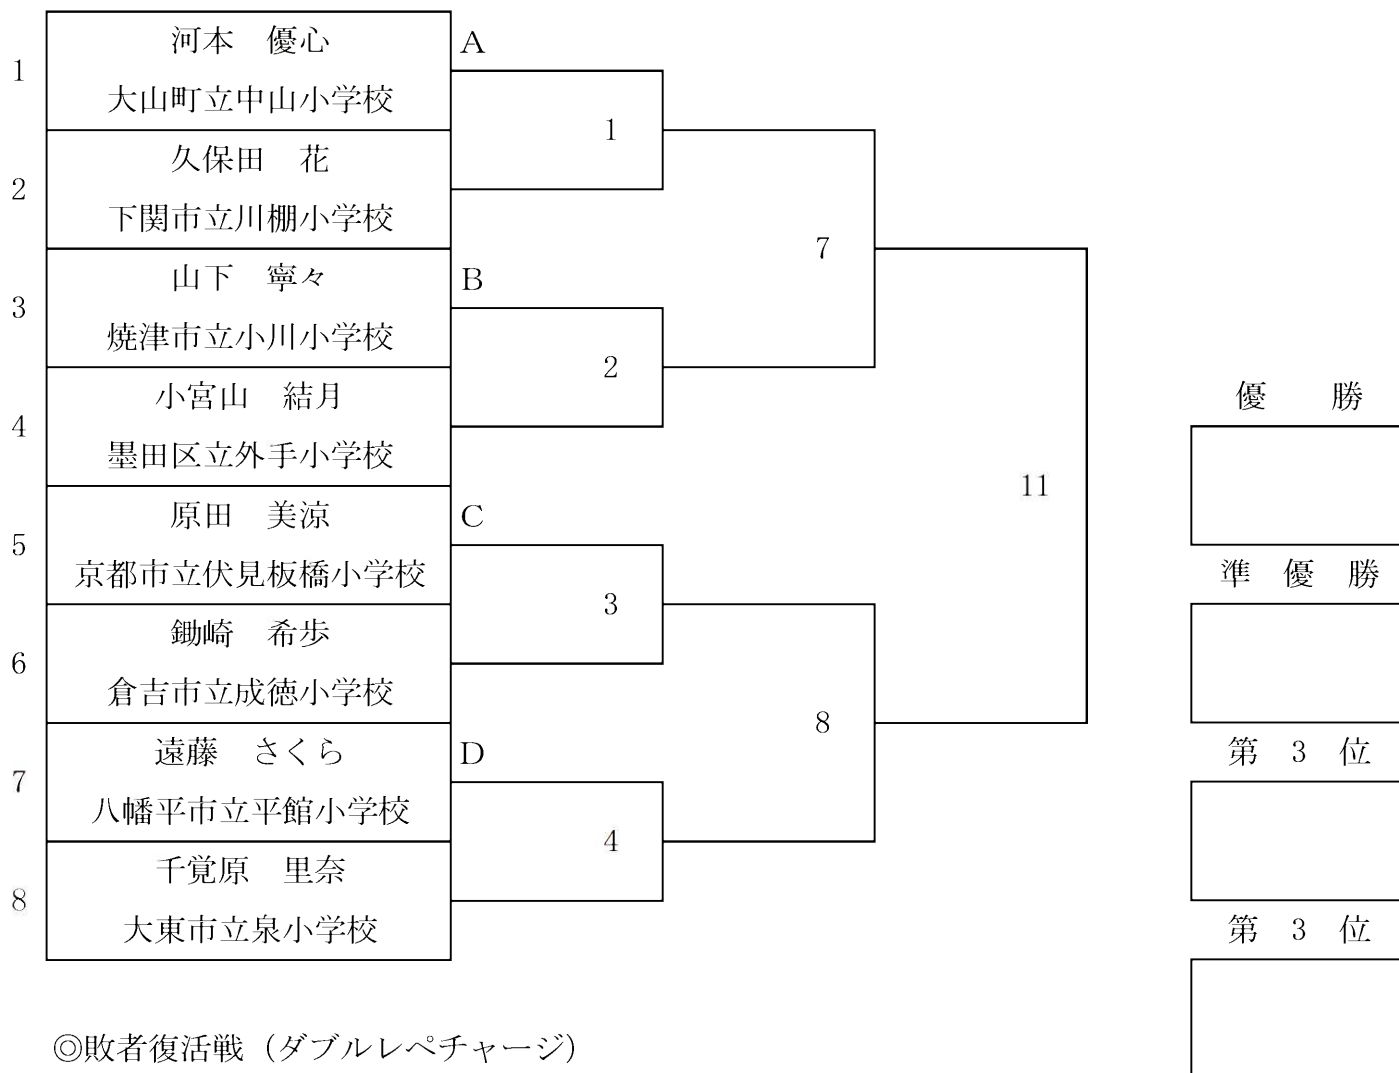 1
河本　優心
大山町立中山小学校
A
1
2
久保田　花
下関市立川棚小学校
7
3
山下　寧々
焼津市立小川小学校
B
2
4
小宮山　結月
墨田区立外手小学校
11
5
原田　美涼
京都市立伏見板橋小学校
C
3
6
鋤崎　希歩
倉吉市立成徳小学校
8
7
遠藤　さくら
八幡平市立平館小学校
D
4
8
千覚原　里奈
大東市立泉小学校
優　勝
準　優　勝
第　3　位
第　3　位
◎敗者復活戦（ダブルレペチャージ）